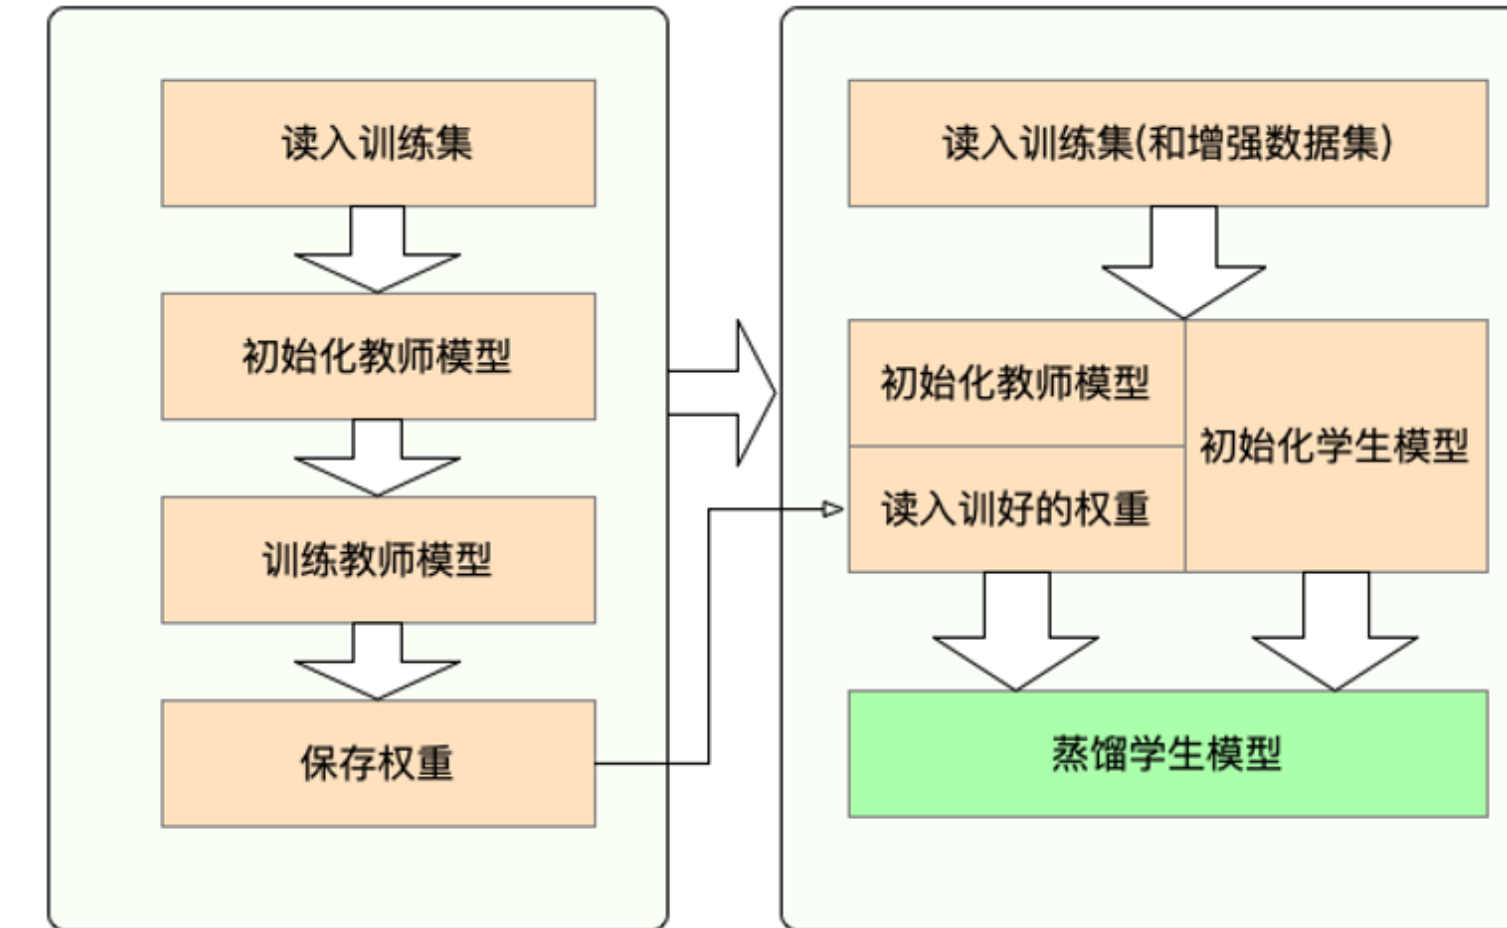 读入训练集
初始化教师模型
训练教师模型
保存权重
读入训练集(和增强数据集)
初始化教师模型
读入训好的权重
初始化学生模型
蒸馏学生模型